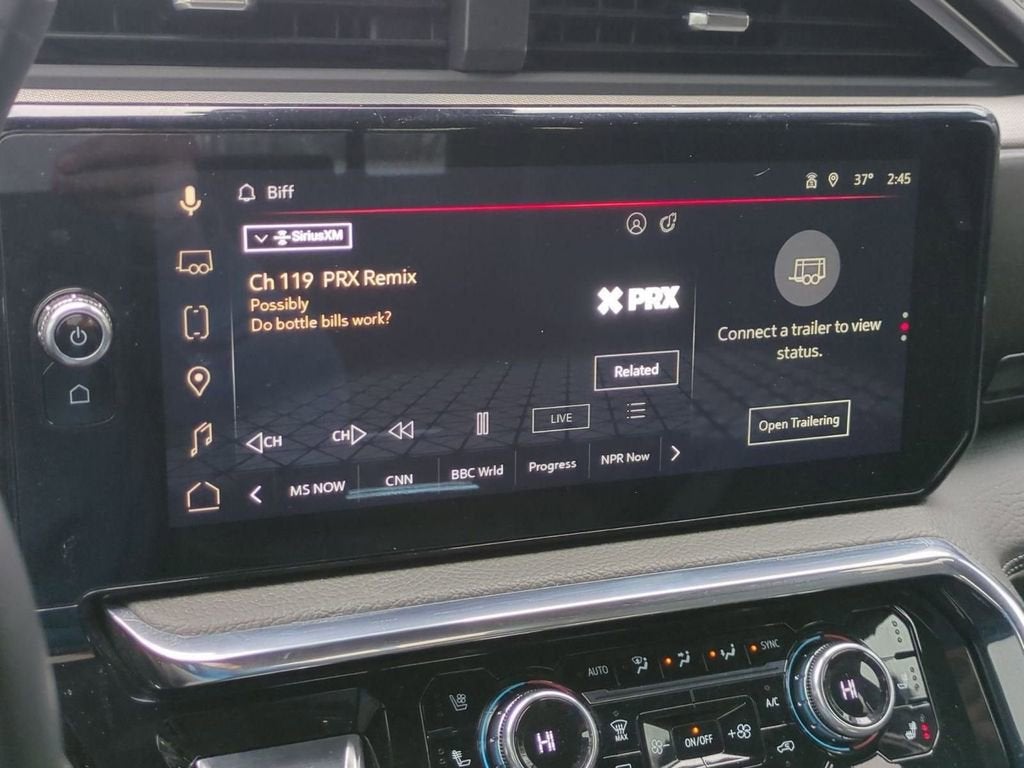 Biff
37° 2:45
SiriusXM
Ch 119 PRX Remix
Possibly
Do bottle bills work?
PRX
Related
Connect a trailer to view
status.
Open Trailering
CH
CH
LIVE
MS NOW
CNN
BBC Wrld
Progress
NPR Now
AUTO
SYNC
HI
A/C
HI
MAX
ON/OFF